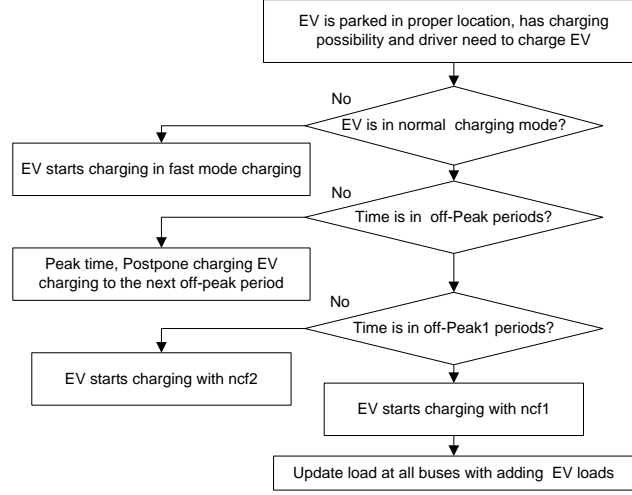 EV is parked in proper location, has charging
possibility and driver need to charge EV
No
EV is in normal charging mode?
EV starts charging in fast mode charging
No
Time is in off-Peak periods?
Peak time, Postpone charging EV
charging to the next off-peak period
No
Time is in off-Peak1 periods?
EV starts charging with ncf2
EV starts charging with ncf1
Update load at all buses with adding EV loads